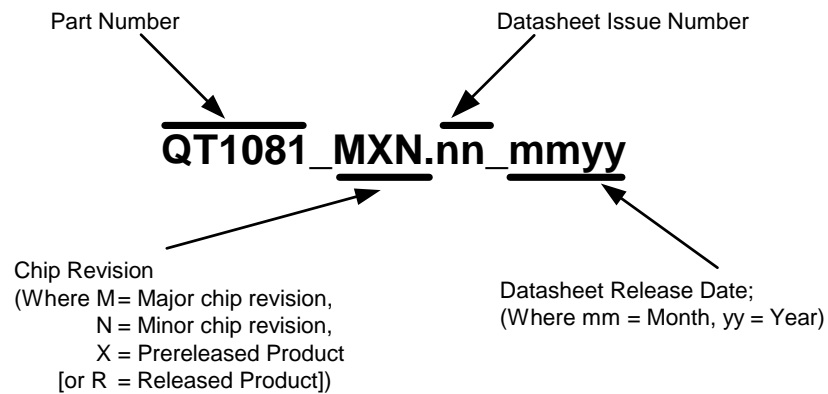 Part Number
Datasheet Issue Number
QT1081_MXN.nn_mmyy
Chip Revision
(Where M = Major chip revision,
N = Minor chip revision,
X = Prereleased Product
[or R = Released Product])
Datasheet Release Date;
(Where mm = Month, yy = Year)